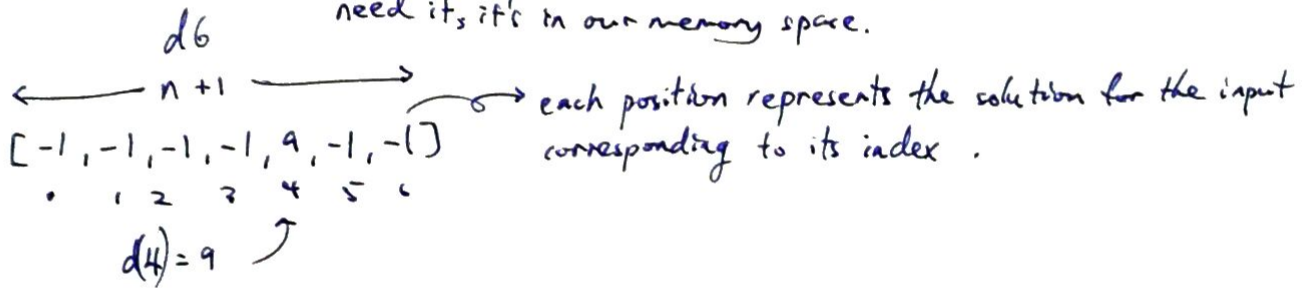 need it, it's in our memory space.
d6
n+1
each position represents the solution for the input
[-1, -1, -1, -1, 9, -1, -1]
corresponding to its index.
0 1 2 3 4 5 6
d(4) = 9